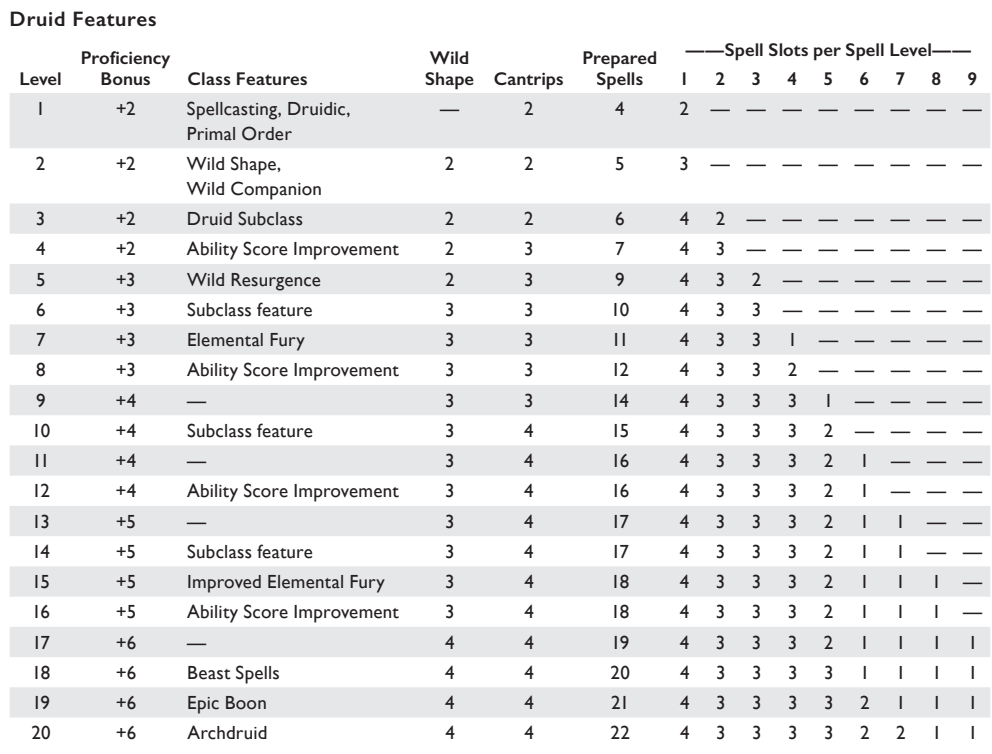 Druid Features
Proficiency Wild Prepared ——Spell Slots per Spell Level——
Level Bonus Class Features Shape Cantrips Spells 1 2 3 4 5 6 7 8 9
1 +2 Spellcasting, Druidic, — 2 4 2 — — — — — — — —
Primal Order
2 +2 Wild Shape, 2 2 5 3 — — — — — — — —
Wild Companion
3 +2 Druid Subclass 2 2 6 4 2 — — — — — — —
4 +2 Ability Score Improvement 2 3 7 4 3 — — — — — — —
5 +3 Wild Resurgence 2 3 9 4 3 2 — — — — — —
6 +3 Subclass feature 3 3 10 4 3 3 — — — — — —
7 +3 Elemental Fury 3 3 11 4 3 3 1 — — — — —
8 +3 Ability Score Improvement 3 3 12 4 3 3 2 — — — — —
9 +4 — 3 3 14 4 3 3 3 1 — — — —
10 +4 Subclass feature 3 4 15 4 3 3 3 2 — — — —
11 +4 — 3 4 16 4 3 3 3 2 1 — — —
12 +4 Ability Score Improvement 3 4 16 4 3 3 3 2 1 — — —
13 +5 — 3 4 17 4 3 3 3 2 1 1 — —
14 +5 Subclass feature 3 4 17 4 3 3 3 2 1 1 — —
15 +5 Improved Elemental Fury 3 4 18 4 3 3 3 2 1 1 1 —
16 +5 Ability Score Improvement 3 4 18 4 3 3 3 2 1 1 1 —
17 +6 — 4 4 19 4 3 3 3 2 1 1 1 1
18 +6 Beast Spells 4 4 20 4 3 3 3 3 1 1 1 1
19 +6 Epic Boon 4 4 21 4 3 3 3 3 2 1 1 1
20 +6 Archdruid 4 4 22 4 3 3 3 3 2 2 1 1